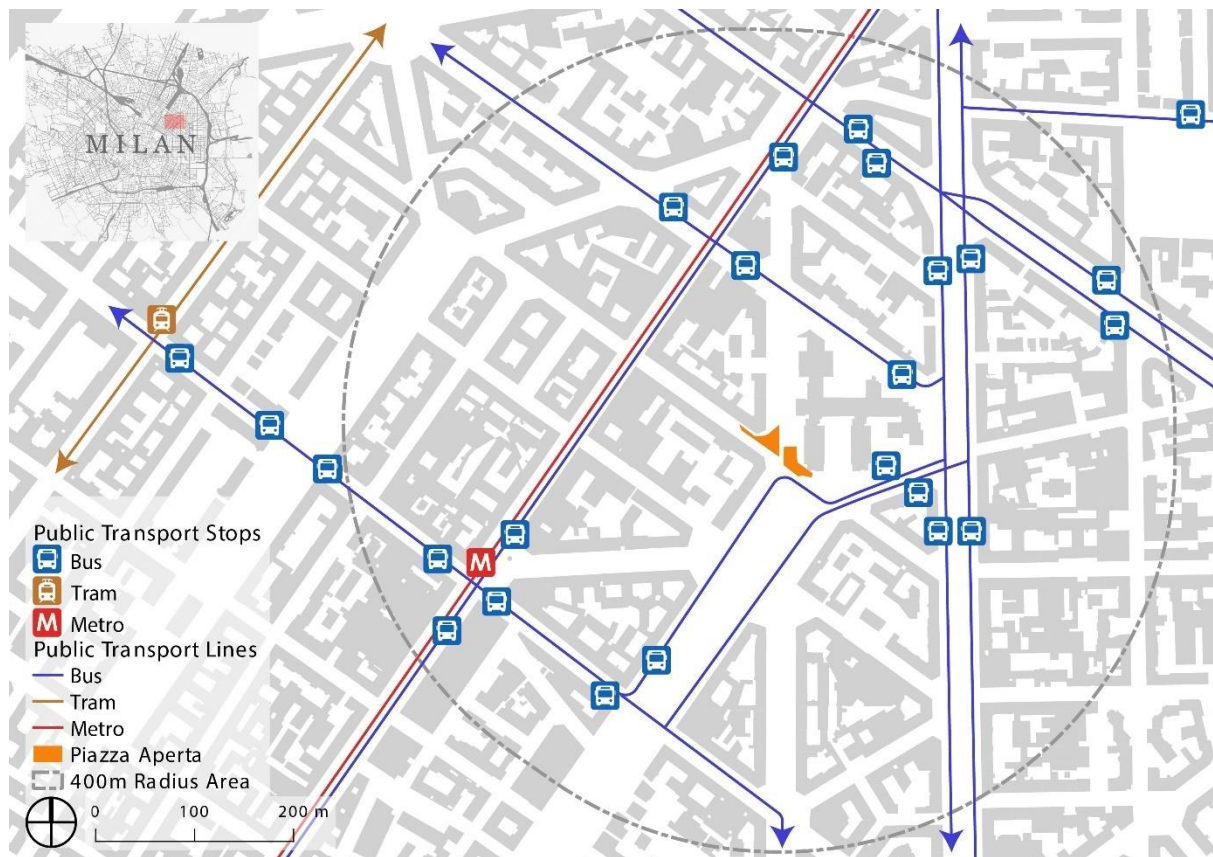 MILAN
Public Transport Stops
Bus
Tram
M Metro
Public Transport Lines
Bus
Tram
Metro
Piazza Aperta
400m Radius Area
0 100 200 m
M